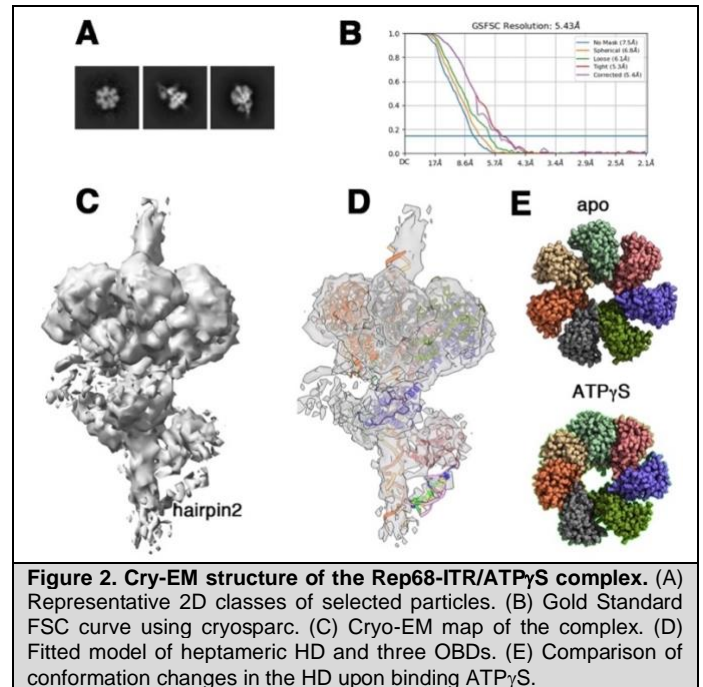 A
B
GSFSC Resolution: 5.43Å
No Mask (7.5Å)
Spherical (6.8Å)
Loose (6.1Å)
Tight (5.3Å)
Corrected (5.4Å)
1.0
0.8
0.6
0.4
0.2
0.0
DC 17Å 8.6Å 5.7Å 4.3Å 3.4Å 2.9Å 2.5Å 2.1Å
C
hairpin2
D
E
apo
ATPγS
Figure 2. Cry-EM structure of the Rep68-ITR/ATPγS complex. (A)
Representative 2D classes of selected particles. (B) Gold Standard
FSC curve using cryosparc. (C) Cryo-EM map of the complex. (D)
Fitted model of heptameric HD and three OBDs. (E) Comparison of
conformation changes in the HD upon binding ATPγS.